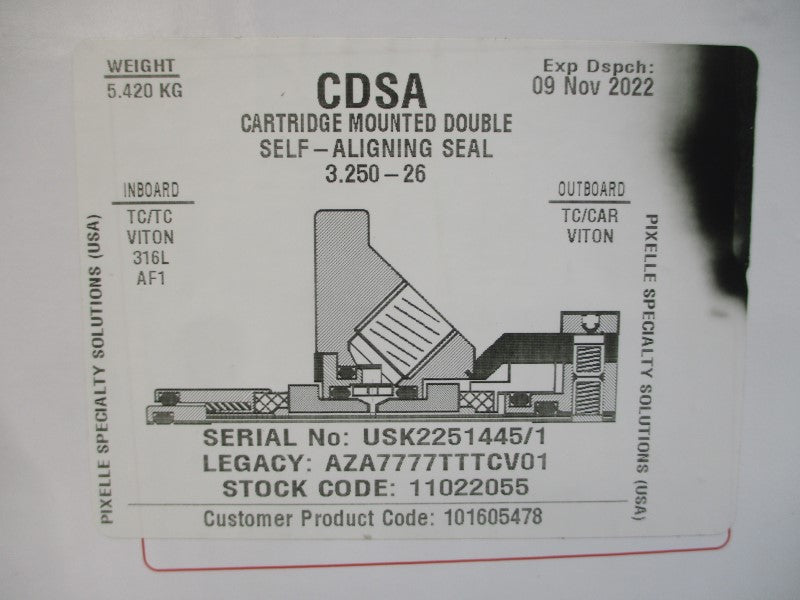 WEIGHT
5.420 KG
CDSA
CARTRIDGE MOUNTED DOUBLE
SELF-ALIGNING SEAL
3.250-26
Exp Dspch:
09 Nov 2022
INBOARD
TC/TC
VITON
316L
AF1
OUTBOARD
TC/CAR
VITON
PIXELLE SPECIALTY SOLUTIONS (USA)
PIXELLE SPECIALTY SOLUTIONS (USA)
SERIAL No: USK2251445/1
LEGACY: AZA7777TTTCV01
STOCK CODE: 11022055
Customer Product Code: 101605478